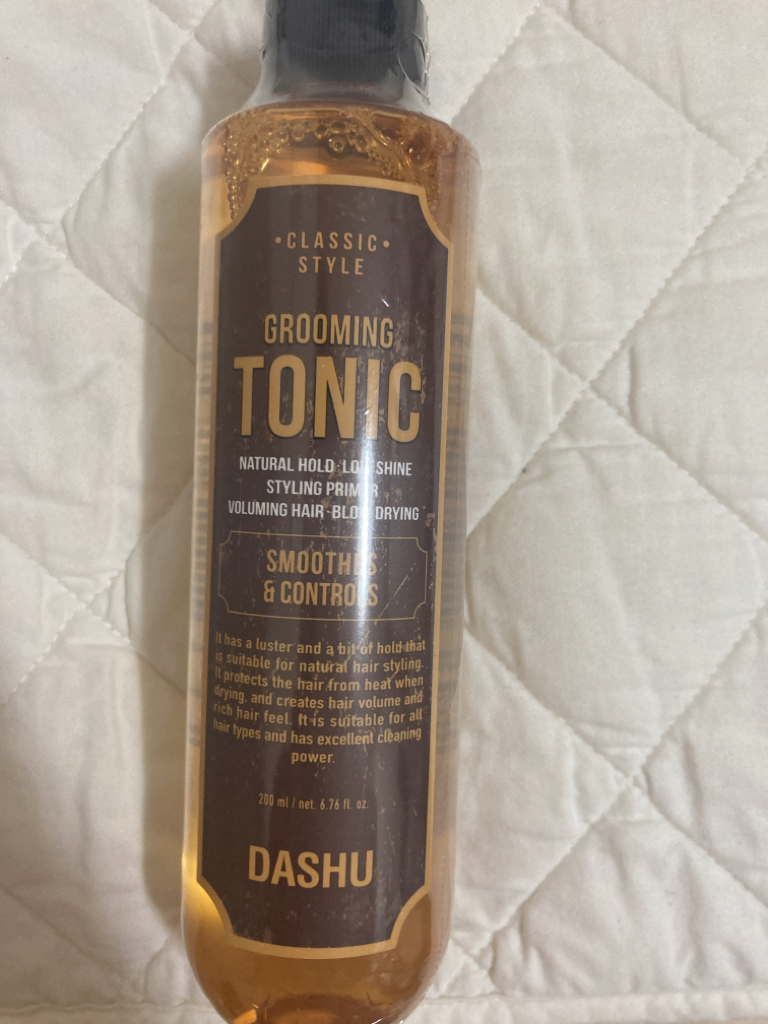 •CLASSIC•
STYLE
GROOMING
TONIC
NATURAL HOLD·LOW SHINE
STYLING PRIMER
VOLUMING HAIR·BLOW DRYING
SMOOTHES
& CONTROLS
It has a luster and a bit of hold that
is suitable for natural hair styling.
It protects the hair from heat when
drying, and creates hair volume and
rich hair feel. It is suitable for all
hair types and has excellent cleaning
power.
200 ml / net. 6.76 fl. oz.
DASHU